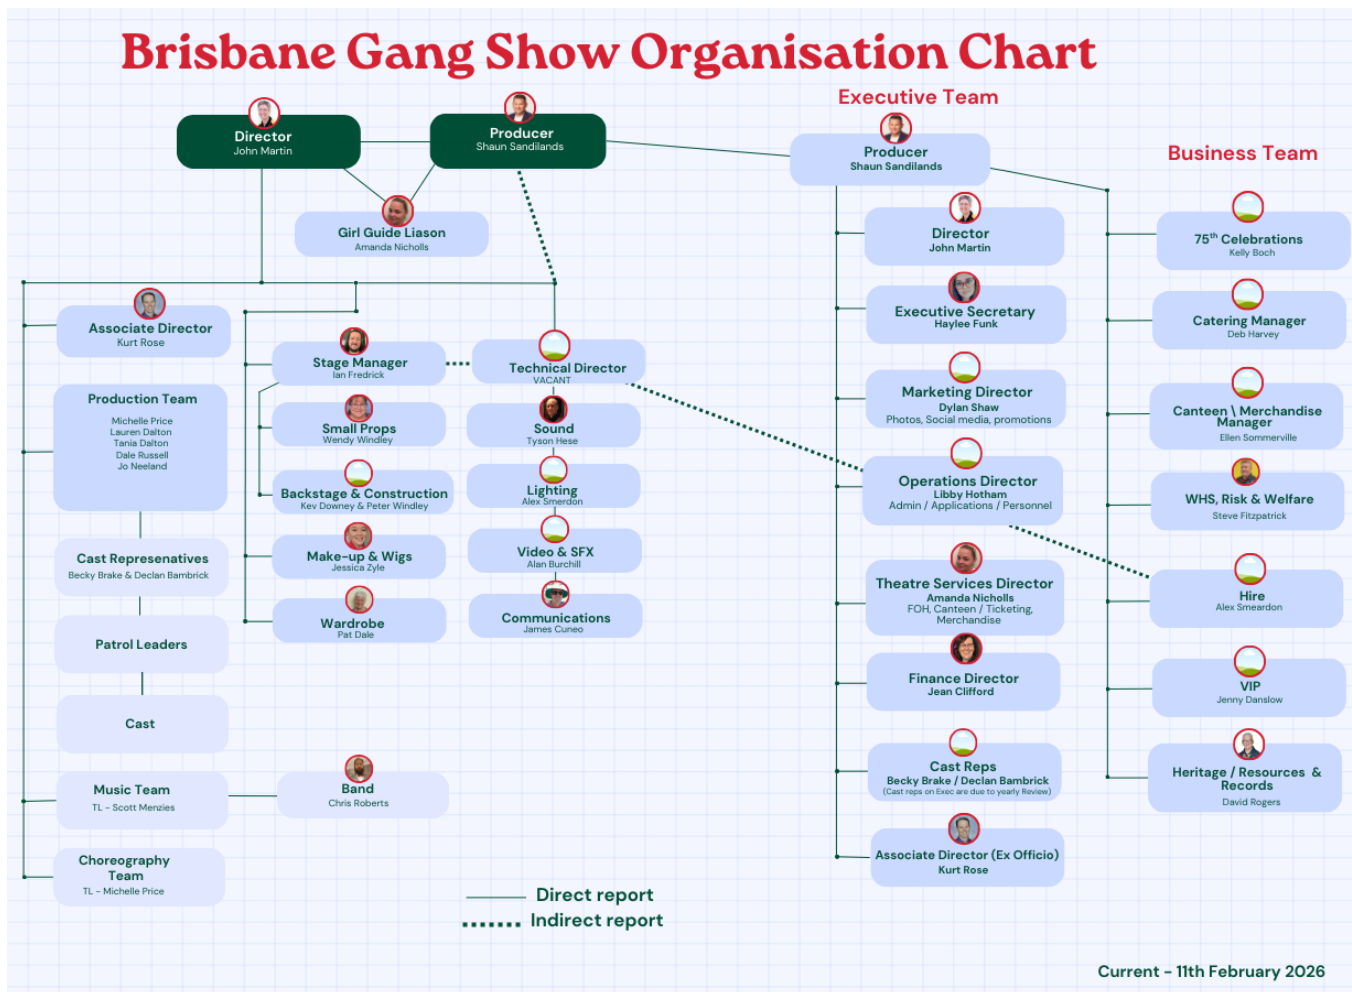 Brisbane Gang Show Organisation Chart
Director
John Martin
Producer
Shaun Sandilands
Girl Guide Liason
Amanda Nicholls
Associate Director
Kurt Rose
Production Team
Michelle Price
Lauren Dalton
Tania Dalton
Dale Russell
Jo Neeland
Cast Represenatives
Becky Brake & Declan Bambrick
Patrol Leaders
Cast
Music Team
TL - Scott Menzies
Band
Chris Roberts
Choreography
Team
TL - Michelle Price
Stage Manager
Ian Fredrick
Small Props
Wendy Windley
Backstage & Construction
Kev Downey & Peter Windley
Make-up & Wigs
Jessica Zyle
Wardrobe
Pat Dale
Technical Director
VACANT
Sound
Tyson Hese
Lighting
Alex Smerdon
Video & SFX
Alan Burchill
Communications
James Cuneo
Direct report
Indirect report
Executive Team
Producer
Shaun Sandilands
Director
John Martin
Executive Secretary
Haylee Funk
Marketing Director
Dylan Shaw
Photos, Social media, promotions
Operations Director
Libby Hotham
Admin / Applications / Personnel
Theatre Services Director
Amanda Nicholls
FOH, Canteen / Ticketing,
Merchandise
Finance Director
Jean Clifford
Cast Reps
Becky Brake / Declan Bambrick
(Cast reps on Exec are due to yearly Review)
Associate Director (Ex Officio)
Kurt Rose
Business Team
75th Celebrations
Kelly Boch
Catering Manager
Deb Harvey
Canteen \ Merchandise
Manager
Ellen Sommerville
WHS, Risk & Welfare
Steve Fitzpatrick
Hire
Alex Smeardon
VIP
Jenny Danslow
Heritage / Resources &
Records
David Rogers
Current - 11th February 2026